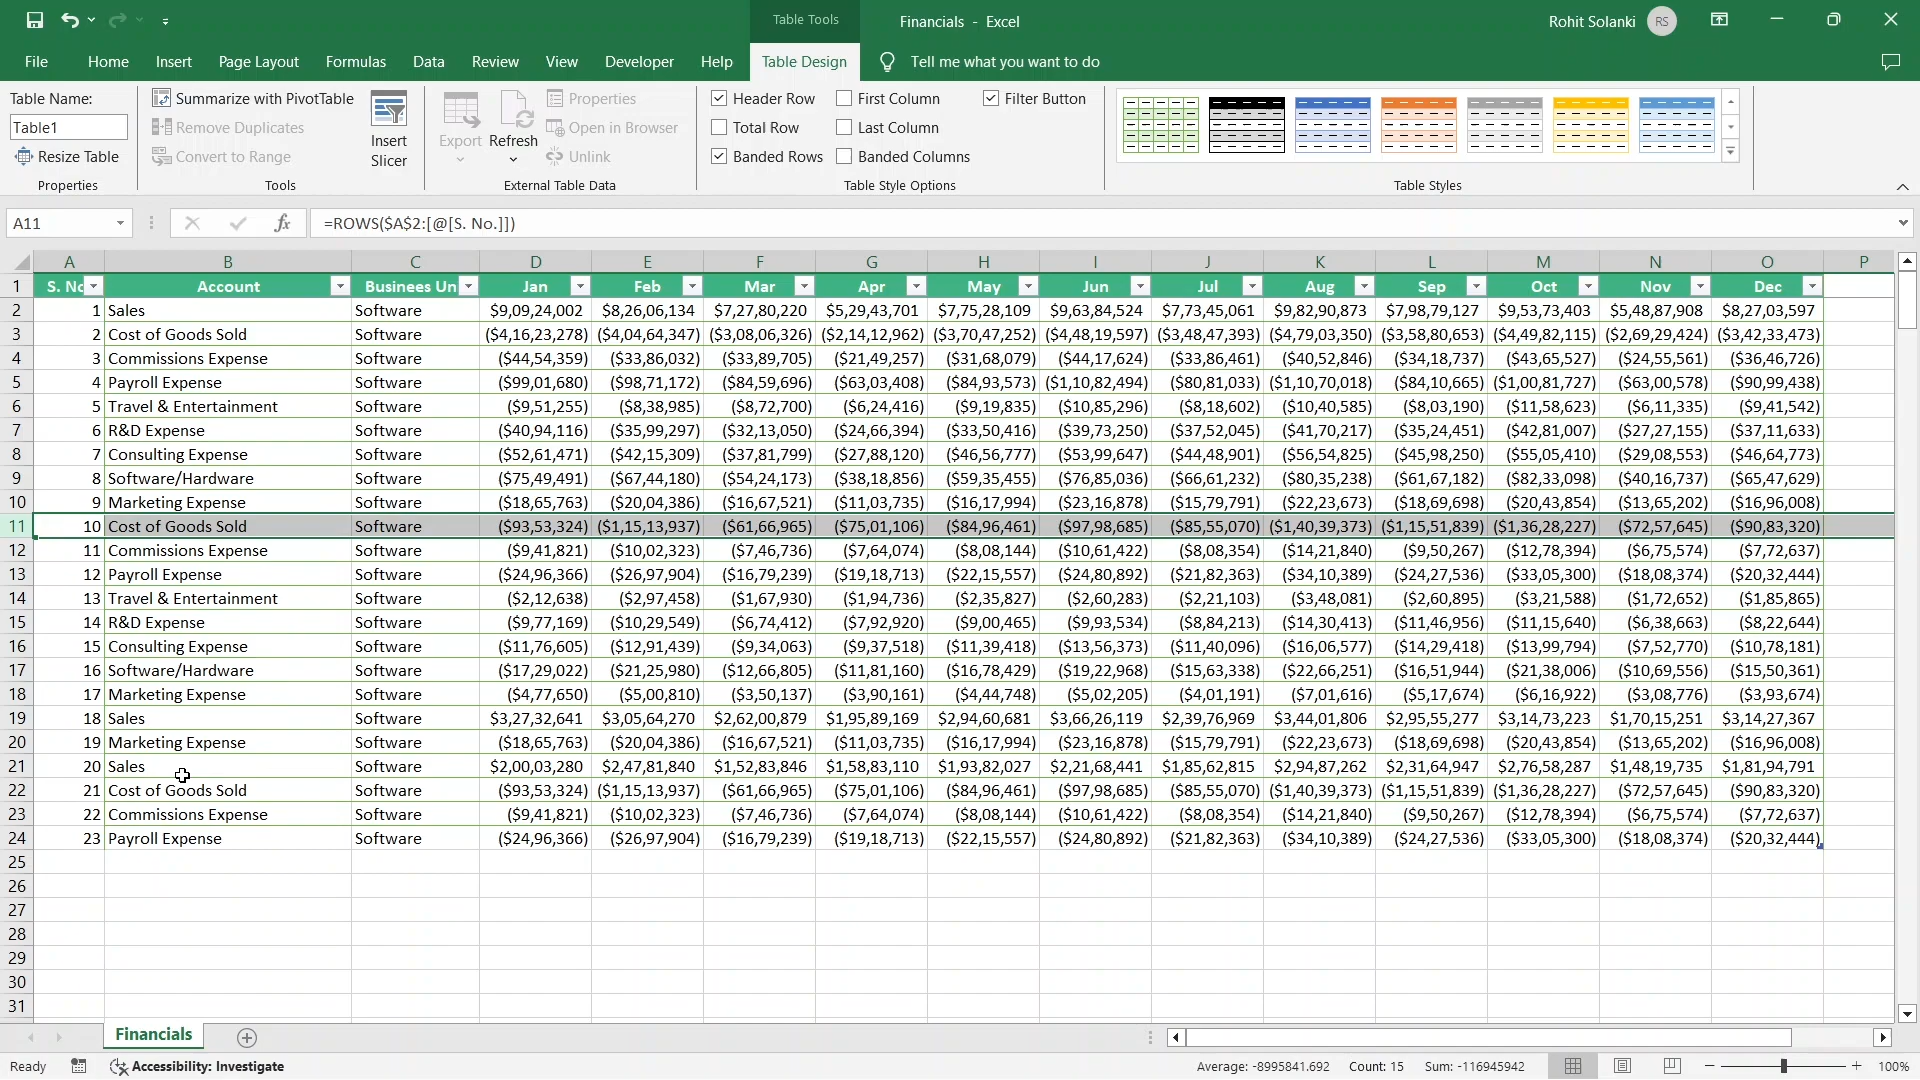 Table Tools
Financials - Excel
Rohit Solanki RS
File Home Insert Page Layout Formulas Data Review View Developer Help Table Design Tell me what you want to do
Table Name:
Table1
Resize Table
Properties
Summarize with PivotTable
Remove Duplicates
Convert to Range
Tools
Insert
Slicer
Export
Refresh
Properties
Open in Browser
Unlink
External Table Data
Header Row First Column Filter Button
Total Row Last Column
Banded Rows Banded Columns
Table Style Options
Table Styles
A11 fx =ROWS($A$2:[@[S. No.]])
A B C D E F G H I J K L M N O P
1 S. No Account Businees Un Jan Feb Mar Apr May Jun Jul Aug Sep Oct Nov Dec
2 1 Sales Software $9,09,24,002 $8,26,06,134 $7,27,80,220 $5,29,43,701 $7,75,28,109 $9,63,84,524 $7,73,45,061 $9,82,90,873 $7,98,79,127 $9,53,73,403 $5,48,87,908 $8,27,03,597
3 2 Cost of Goods Sold Software ($4,16,23,278) ($4,04,64,347) ($3,08,06,326) ($2,14,12,962) ($3,70,47,252) ($4,48,19,597) ($3,48,47,393) ($4,79,03,350) ($3,58,80,653) ($4,49,82,115) ($2,69,29,424) ($3,42,33,473)
4 3 Commissions Expense Software ($44,54,359) ($33,86,032) ($33,89,705) ($21,49,257) ($31,68,079) ($44,17,624) ($33,86,461) ($40,52,846) ($34,18,737) ($43,65,527) ($24,55,561) ($36,46,726)
5 4 Payroll Expense Software ($99,01,680) ($98,71,172) ($84,59,696) ($63,03,408) ($84,93,573) ($1,10,82,494) ($80,81,033) ($1,10,70,018) ($84,10,665) ($1,00,81,727) ($63,00,578) ($90,99,438)
6 5 Travel & Entertainment Software ($9,51,255) ($8,38,985) ($8,72,700) ($6,24,416) ($9,19,835) ($10,85,296) ($8,18,602) ($10,40,585) ($8,03,190) ($11,58,623) ($6,11,335) ($9,41,542)
7 6 R&D Expense Software ($40,94,116) ($35,99,297) ($32,13,050) ($24,66,394) ($33,50,416) ($39,73,250) ($37,52,045) ($41,70,217) ($35,24,451) ($42,81,007) ($27,27,155) ($37,11,633)
8 7 Consulting Expense Software ($52,61,471) ($42,15,309) ($37,81,799) ($27,88,120) ($46,56,777) ($53,99,647) ($44,48,901) ($56,54,825) ($45,98,250) ($55,05,410) ($29,08,553) ($46,64,773)
9 8 Software/Hardware Software ($75,49,491) ($67,44,180) ($54,24,173) ($38,18,856) ($59,35,455) ($76,85,036) ($66,61,232) ($80,35,238) ($61,67,182) ($82,33,098) ($40,16,737) ($65,47,629)
10 9 Marketing Expense Software ($18,65,763) ($20,04,386) ($16,67,521) ($11,03,735) ($16,17,994) ($23,16,878) ($15,79,791) ($22,23,673) ($18,69,698) ($20,43,854) ($13,65,202) ($16,96,008)
11 10 Cost of Goods Sold Software ($93,53,324) ($1,15,13,937) ($61,66,965) ($75,01,106) ($84,96,461) ($97,98,685) ($85,55,070) ($1,40,39,373) ($1,15,51,839) ($1,36,28,227) ($72,57,645) ($90,83,320)
12 11 Commissions Expense Software ($9,41,821) ($10,02,323) ($7,46,736) ($7,64,074) ($8,08,144) ($10,61,422) ($8,08,354) ($14,21,840) ($9,50,267) ($12,78,394) ($6,75,574) ($7,72,637)
13 12 Payroll Expense Software ($24,96,366) ($26,97,904) ($16,79,239) ($19,18,713) ($22,15,557) ($24,80,892) ($21,82,363) ($34,10,389) ($24,27,536) ($33,05,300) ($18,08,374) ($20,32,444)
14 13 Travel & Entertainment Software ($2,12,638) ($2,97,458) ($1,67,930) ($1,94,736) ($2,35,827) ($2,60,283) ($2,21,103) ($3,48,081) ($2,60,895) ($3,21,588) ($1,72,652) ($1,85,865)
15 14 R&D Expense Software ($9,77,169) ($10,29,549) ($6,74,412) ($7,92,920) ($9,00,465) ($9,93,534) ($8,84,213) ($14,30,413) ($11,46,956) ($11,15,640) ($6,38,663) ($8,22,644)
16 15 Consulting Expense Software ($11,76,605) ($12,91,439) ($9,34,063) ($9,37,518) ($11,39,418) ($13,56,373) ($11,40,096) ($16,06,577) ($14,29,418) ($13,99,794) ($7,52,770) ($10,78,181)
17 16 Software/Hardware Software ($17,29,022) ($21,25,980) ($12,66,805) ($11,81,160) ($16,78,429) ($19,22,968) ($15,63,338) ($22,66,251) ($16,51,944) ($21,38,006) ($10,69,556) ($15,50,361)
18 17 Marketing Expense Software ($4,77,650) ($5,00,810) ($3,50,137) ($3,90,161) ($4,44,748) ($5,02,205) ($4,01,191) ($7,01,616) ($5,17,674) ($6,16,922) ($3,08,776) ($3,93,674)
19 18 Sales Software $3,27,32,641 $3,05,64,270 $2,62,00,879 $1,95,89,169 $2,94,60,681 $3,66,26,119 $2,39,76,969 $3,44,01,806 $2,95,55,277 $3,14,73,223 $1,70,15,251 $3,14,27,367
20 19 Marketing Expense Software ($18,65,763) ($20,04,386) ($16,67,521) ($11,03,735) ($16,17,994) ($23,16,878) ($15,79,791) ($22,23,673) ($18,69,698) ($20,43,854) ($13,65,202) ($16,96,008)
21 20 Sales Software $2,00,03,280 $2,47,81,840 $1,52,83,846 $1,58,83,110 $1,93,82,027 $2,21,68,441 $1,85,62,815 $2,94,87,262 $2,31,64,947 $2,76,58,287 $1,48,19,735 $1,81,94,791
22 21 Cost of Goods Sold Software ($93,53,324) ($1,15,13,937) ($61,66,965) ($75,01,106) ($84,96,461) ($97,98,685) ($85,55,070) ($1,40,39,373) ($1,15,51,839) ($1,36,28,227) ($72,57,645) ($90,83,320)
23 22 Commissions Expense Software ($9,41,821) ($10,02,323) ($7,46,736) ($7,64,074) ($8,08,144) ($10,61,422) ($8,08,354) ($14,21,840) ($9,50,267) ($12,78,394) ($6,75,574) ($7,72,637)
24 23 Payroll Expense Software ($24,96,366) ($26,97,904) ($16,79,239) ($19,18,713) ($22,15,557) ($24,80,892) ($21,82,363) ($34,10,389) ($24,27,536) ($33,05,300) ($18,08,374) ($20,32,444)
25
26
27
28
29
30
31
Financials
Ready Accessibility: Investigate Average: -8995841.692 Count: 15 Sum: -116945942 100%